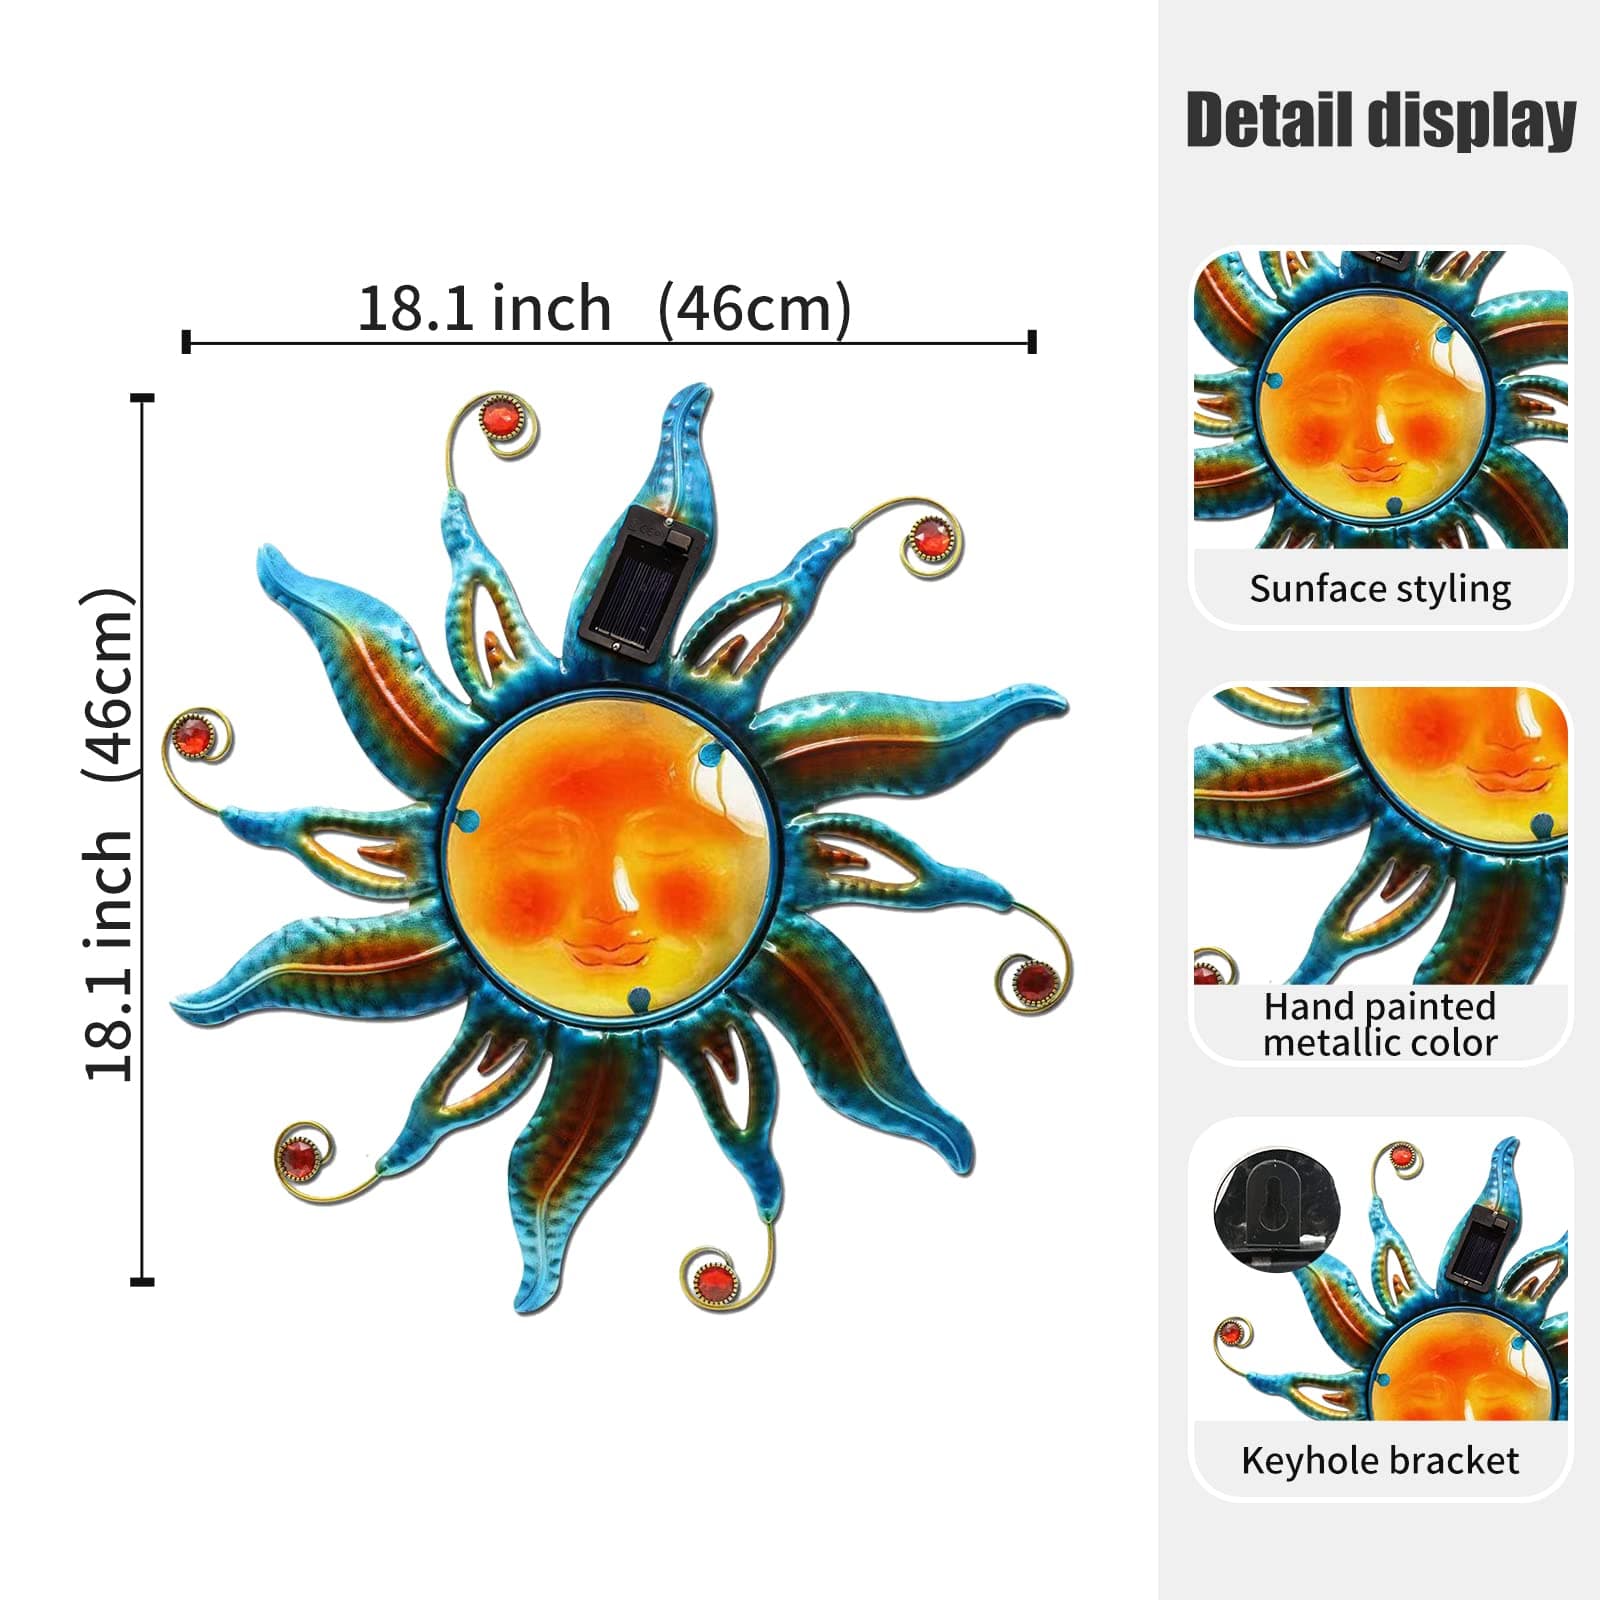 Detail display
18.1 inch (46cm)
18.1 inch (46cm)
Sunface styling
Hand painted
metallic color
Keyhole bracket